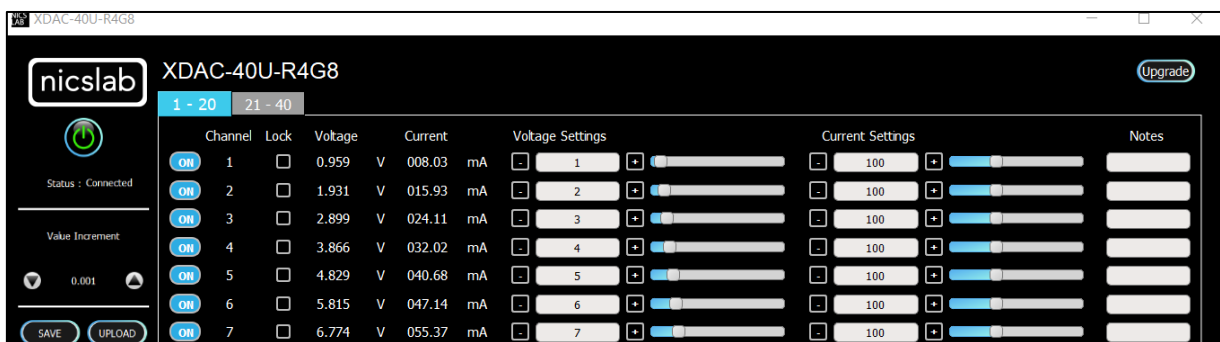 NICS LAB XDAC-40U-R4G8
nicslab XDAC-40U-R4G8 Upgrade
1 - 20 21 - 40
Channel Lock Voltage Current Voltage Settings Current Settings Notes
ON 1 0.959 V 008.03 mA - 1 + - 100 +
Status : Connected
ON 2 1.931 V 015.93 mA - 2 + - 100 +
ON 3 2.899 V 024.11 mA - 3 + - 100 +
Value Increment
ON 4 3.866 V 032.02 mA - 4 + - 100 +
0.001
ON 5 4.829 V 040.68 mA - 5 + - 100 +
ON 6 5.815 V 047.14 mA - 6 + - 100 +
SAVE UPLOAD
ON 7 6.774 V 055.37 mA - 7 + - 100 +